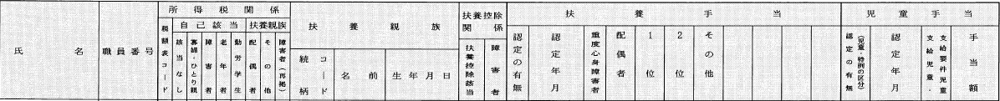 氏名
職員番号
所得税関係
税額表コード
自己該当
該当なし
寡婦・ひとり親
障害者
老年者
勤労学生
扶養親族
配偶者
その他
障害者（再掲）
扶養親族
続柄
コード
名前
生年月日
扶養控除関係
扶養控除該当
障害者
扶養手当
認定の有無
認定年月
重度心身障害者
配偶者
1位
2位
その他
児童手当
認定の有無
（児童・特例の区分）
認定年月
支給児童・
支給要件児童
手当額